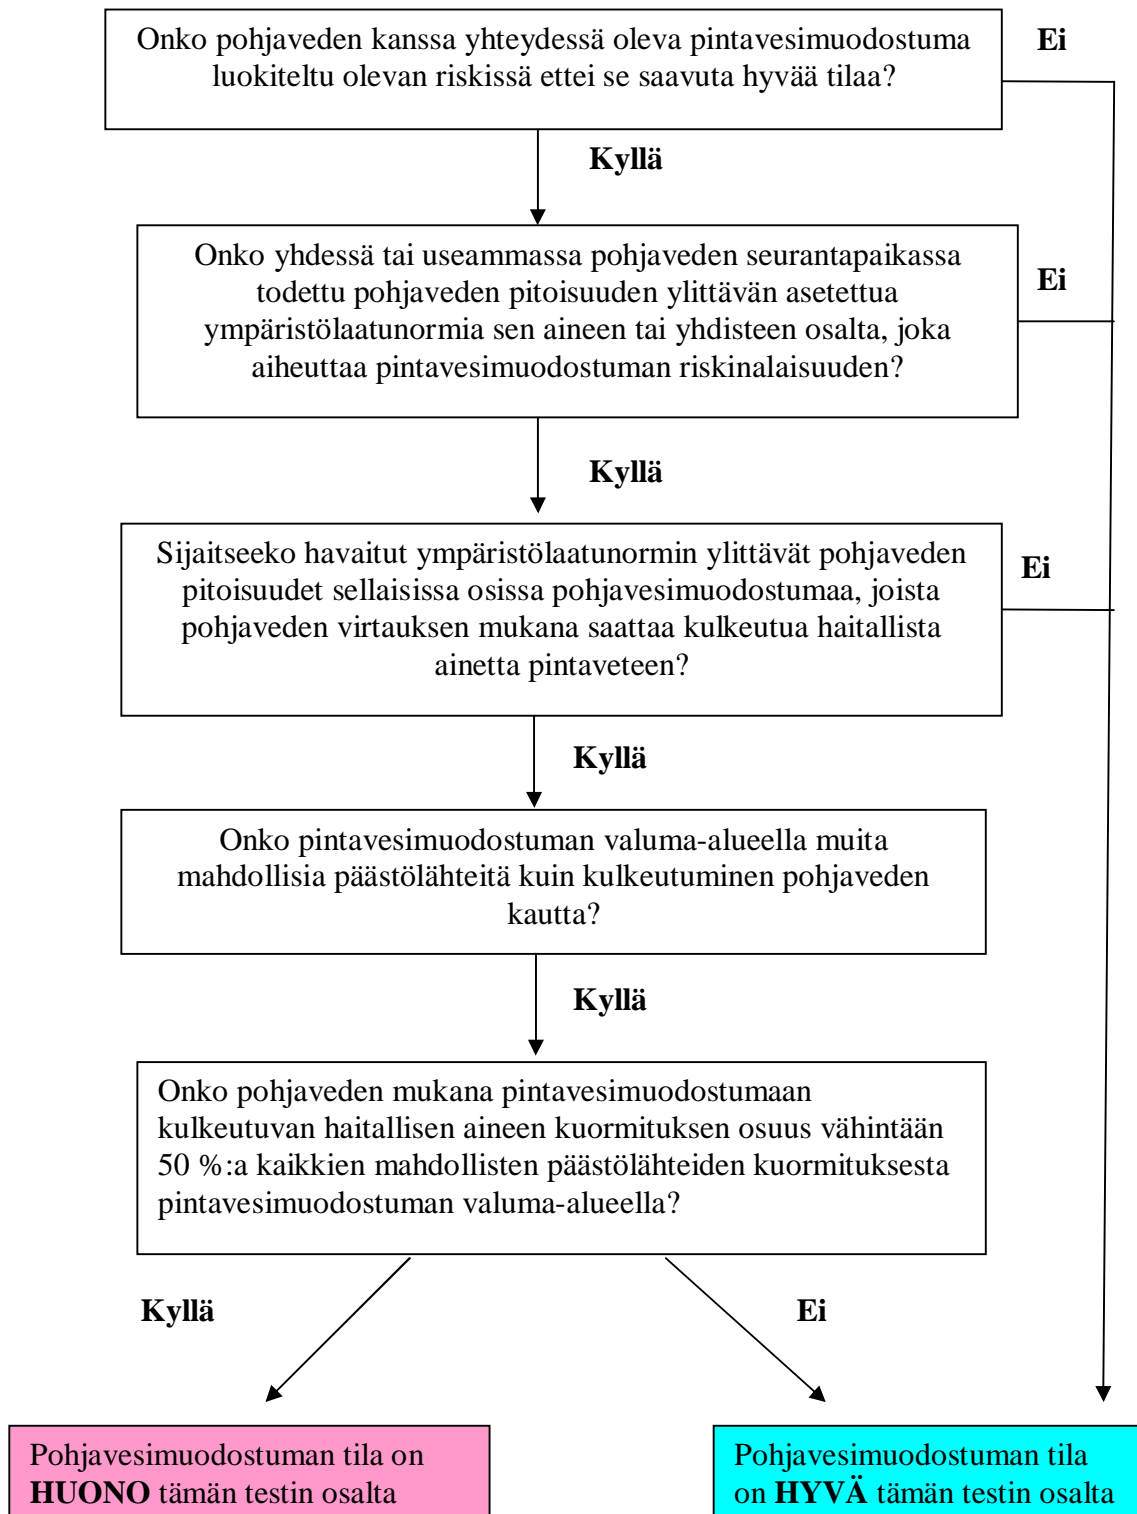 Onko pohjaveden kanssa yhteydessä oleva pintavesimuodostuma
luokiteltu olevan riskissä ettei se saavuta hyvää tilaa?
Ei
Kyllä
Onko yhdessä tai useammassa pohjaveden seurantapaikassa
todettu pohjaveden pitoisuuden ylittävän asetettua
ympäristölaatunormia sen aineen tai yhdisteen osalta, joka
aiheuttaa pintavesimuodostuman riskinalaisuuden?
Ei
Kyllä
Sijaitseeko havaitut ympäristölaatunormin ylittävät pohjaveden
pitoisuudet sellaisissa osissa pohjavesimuodostumaa, joista
pohjaveden virtauksen mukana saattaa kulkeutua haitallista
ainetta pintaveteen?
Ei
Kyllä
Onko pintavesimuodostuman valuma-alueella muita
mahdollisia päästölähteitä kuin kulkeutuminen pohjaveden
kautta?
Kyllä
Onko pohjaveden mukana pintavesimuodostumaan
kulkeutuvan haitallisen aineen kuormituksen osuus vähintään
50 %:a kaikkien mahdollisten päästölähteiden kuormituksesta
pintavesimuodostuman valuma-alueella?
Kyllä
Ei
Pohjavesimuodostuman tila on
HUONO tämän testin osalta
Pohjavesimuodostuman tila
on HYVÄ tämän testin osalta